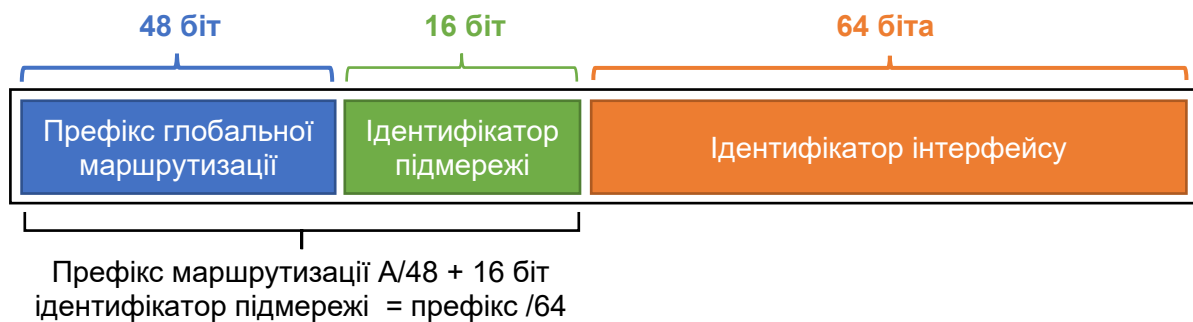 48 біт
16 біт
64 біта
Префікс глобальної
маршрутизації
Ідентифікатор
підмережі
Ідентифікатор інтерфейсу
Префікс маршрутизації А/48 + 16 біт
ідентифікатор підмережі = префікс /64